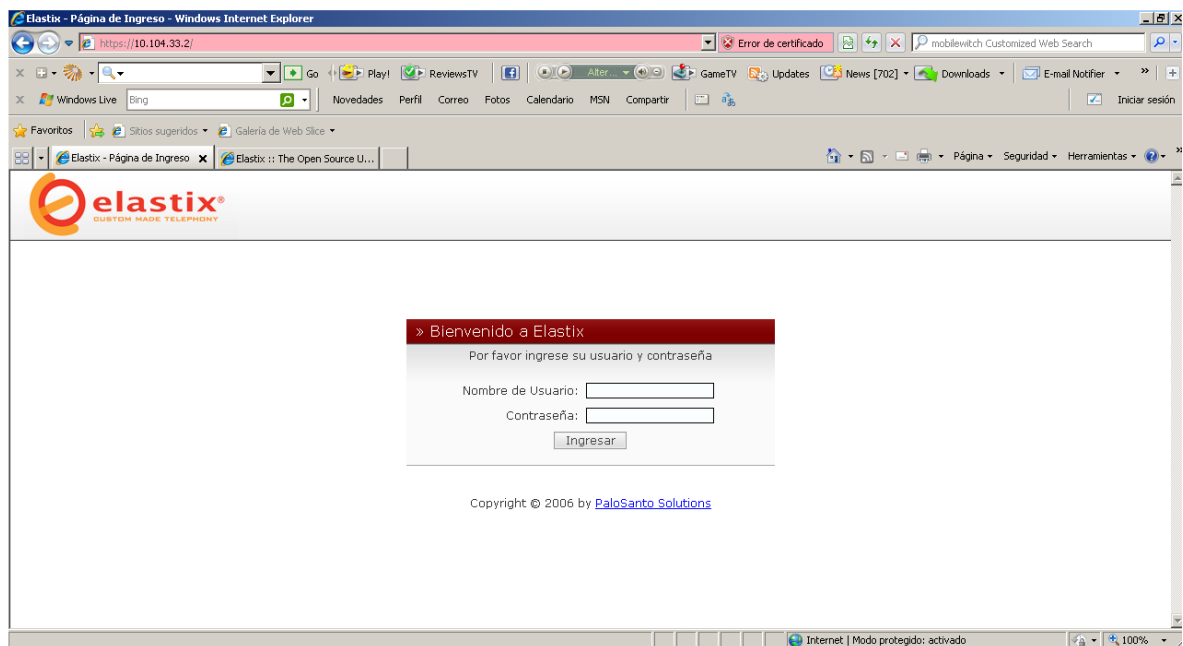 Elastix - Página de Ingreso - Windows Internet Explorer
https://10.104.33.2/ Error de certificado mobilewitch Customized Web Search
Go Play! ReviewsTV Alter... GameTV Updates News [702] Downloads E-mail Notifier »
Windows Live Bing Novedades Perfil Correo Fotos Calendario MSN Compartir Iniciar sesión
Favoritos Sitios sugeridos Galería de Web Slice
Elastix - Página de Ingreso Elastix :: The Open Source U... Página Seguridad Herramientas »
elastix®
CUSTOM MADE TELEPHONY
» Bienvenido a Elastix
Por favor ingrese su usuario y contraseña
Nombre de Usuario:
Contraseña:
Ingresar
Copyright © 2006 by PaloSanto Solutions
Internet | Modo protegido: activado 100%